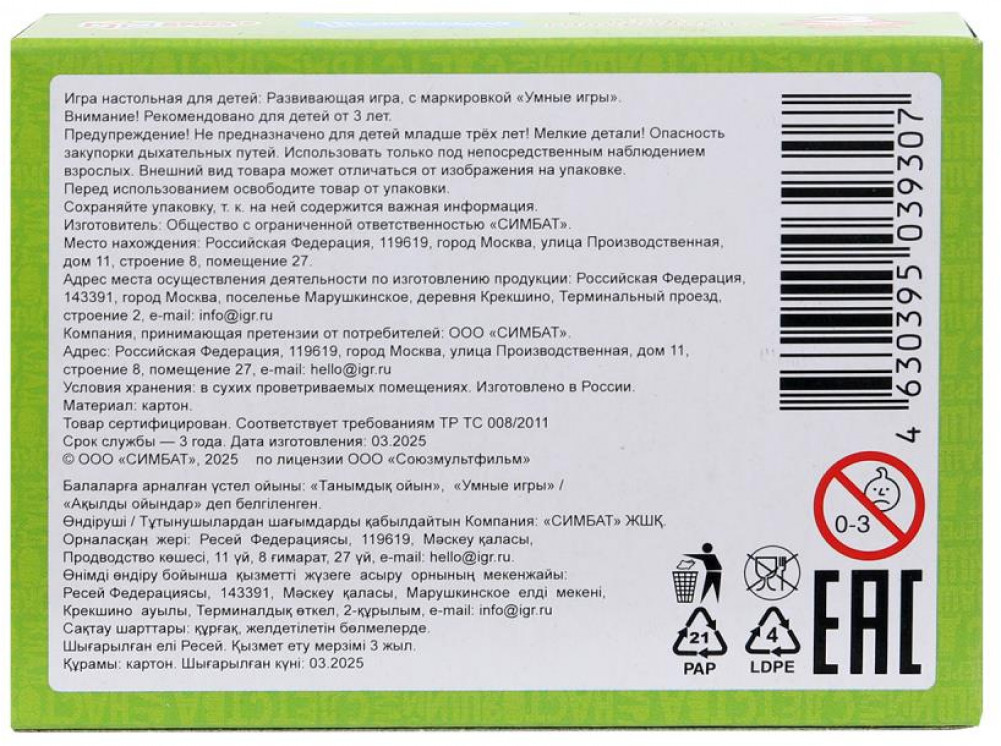 Игра настольная для детей: Развивающая игра, с маркировкой «Умные игры».
Внимание! Рекомендовано для детей от 3 лет.
Предупреждение! Не предназначено для детей младше трёх лет! Мелкие детали! Опасность
закупорки дыхательных путей. Использовать только под непосредственным наблюдением
взрослых. Внешний вид товара может отличаться от изображения на упаковке.
Перед использованием освободите товар от упаковки.
Сохраняйте упаковку, т. к. на ней содержится важная информация.
Изготовитель: Общество с ограниченной ответственностью «СИМБАТ».
Место нахождения: Российская Федерация, 119619, город Москва, улица Производственная,
дом 11, строение 8, помещение 27.
Адрес места осуществления деятельности по изготовлению продукции: Российская Федерация,
143391, город Москва, поселенье Марушкинское, деревня Крекшино, Терминальный проезд,
строение 2, e-mail: info@igr.ru
Компания, принимающая претензии от потребителей: ООО «СИМБАТ».
Адрес: Российская Федерация, 119619, город Москва, улица Производственная, дом 11,
строение 8, помещение 27, e-mail: hello@igr.ru
Условия хранения: в сухих проветриваемых помещениях. Изготовлено в России.
Материал: картон.
Товар сертифицирован. Соответствует требованиям ТР ТС 008/2011
Срок службы — 3 года. Дата изготовления: 03.2025
© ООО «СИМБАТ», 2025 по лицензии ООО «Союзмультфильм»
Балаларға арналған үстел ойыны: «Танымдық ойын», «Умные игры» /
«Ақылды ойындар» деп белгіленген.
Өндіруші / Тұтынушылардан шағымдарды қабылдайтын Компания: «СИМБАТ» ЖШҚ.
Орналасқан жері: Ресей Федерациясы, 119619, Мәскеу қаласы,
Продводство көшесі, 11 үй, 8 ғимарат, 27 үй, e-mail: hello@igr.ru.
Өнімді өндіру бойынша қызметті жүзеге асыру орнының мекенжайы:
Ресей Федерациясы, 143391, Мәскеу қаласы, Марушкинское елді мекені,
Крекшино ауылы, Терминалдық өткел, 2-құрылым, e-mail: info@igr.ru
Сақтау шарттары: құрғақ, желдетілетін бөлмелерде.
Шығарылған елі Ресей. Қызмет ету мерзімі 3 жыл.
Құрамы: картон. Шығарылған күні: 03.2025
4 630395 039307
0-3
21
PAP
4
LDPE
EAC